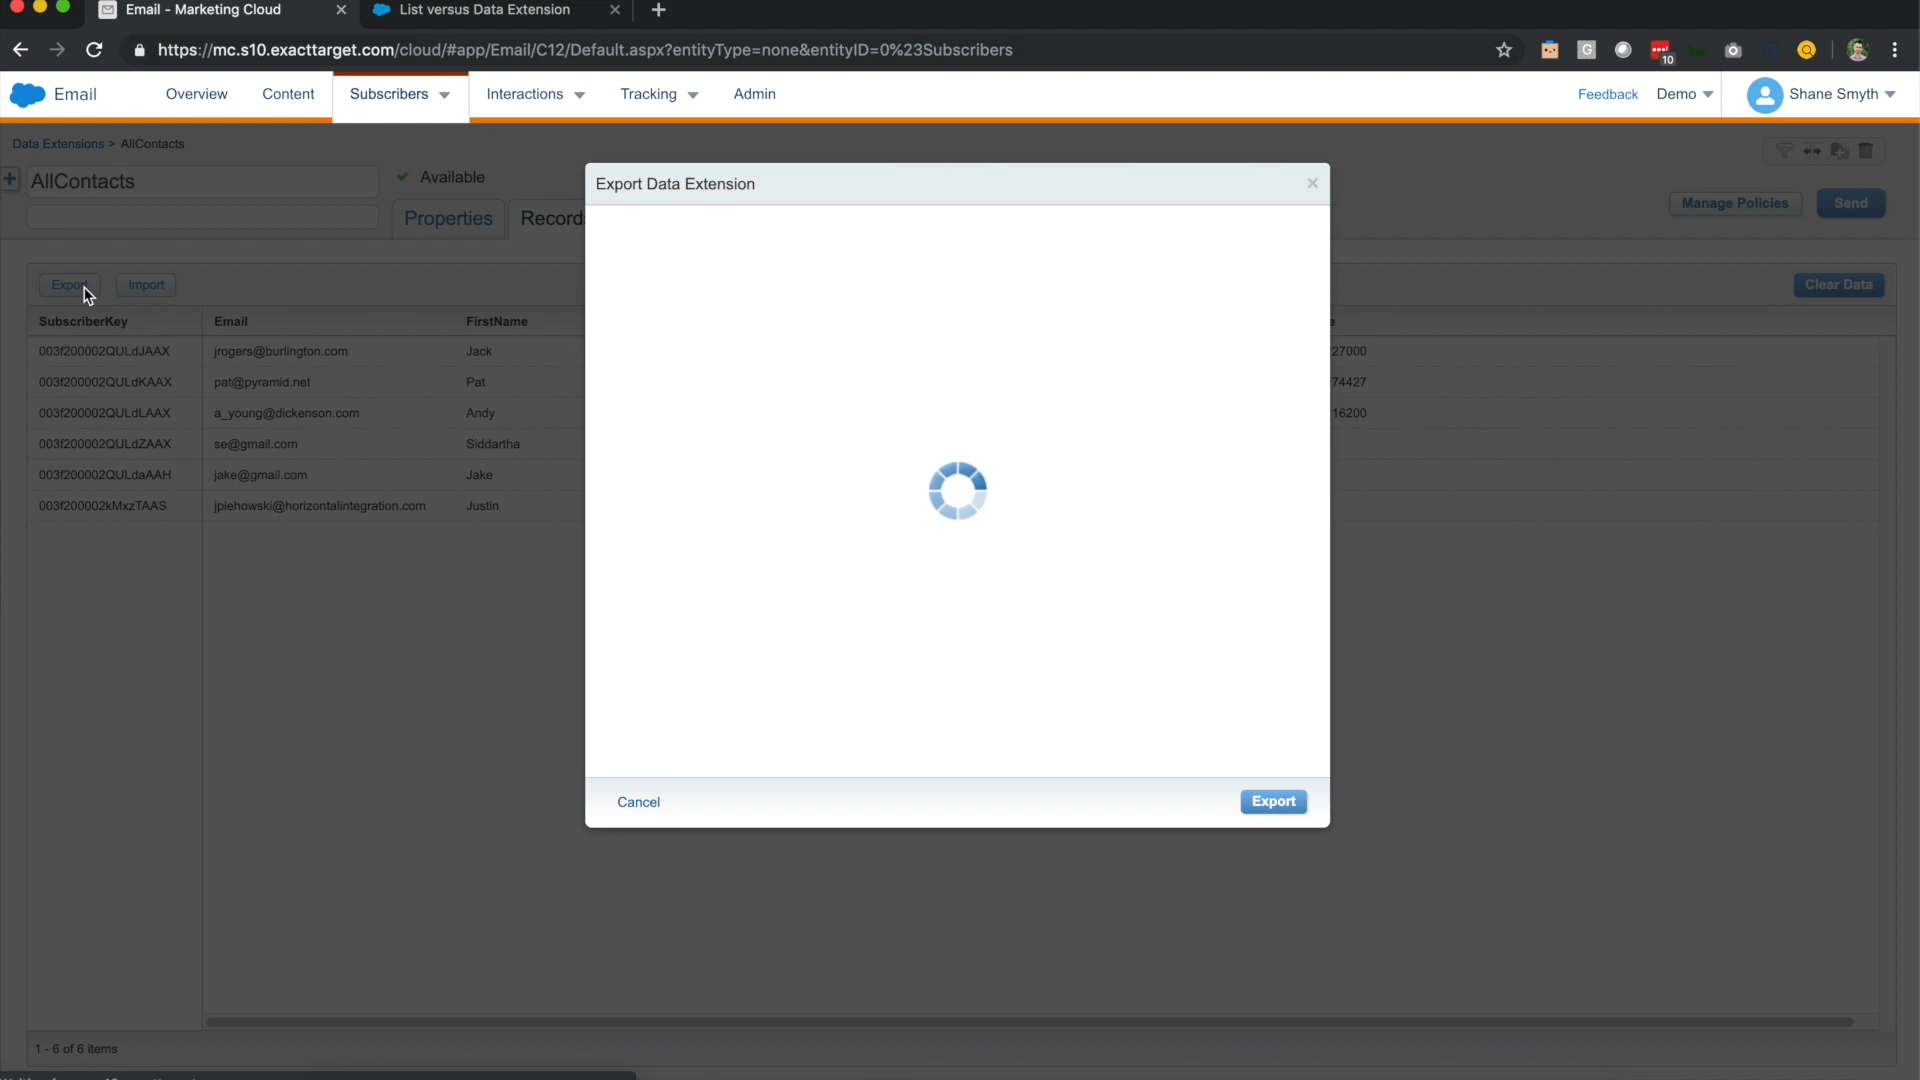 Email - Marketing Cloud
List versus Data Extension
https://mc.s10.exacttarget.com/cloud/#app/Email/C12/Default.aspx?entityType=none&entityID=0%23Subscribers
G
10
Email
Overview
Content
Subscribers
Interactions
Tracking
Admin
Feedback
Demo
Shane Smyth
Data Extensions > AllContacts
AllContacts
Available
Properties
Records
Manage Policies
Send
Export Data Extension
Export
Import
Clear Data
SubscriberKey Email FirstName
003f200002QULdJAAX jrogers@burlington.com Jack 27000
003f200002QULdKAAX pat@pyramid.net Pat 74427
003f200002QULdLAAX a_young@dickenson.com Andy 16200
003f200002QULdZAAX se@gmail.com Siddartha
003f200002QULdaAAH jake@gmail.com Jake
003f200002kMxzTAAS jpiehowski@horizontalintegration.com Justin
Cancel
Export
1 - 6 of 6 items